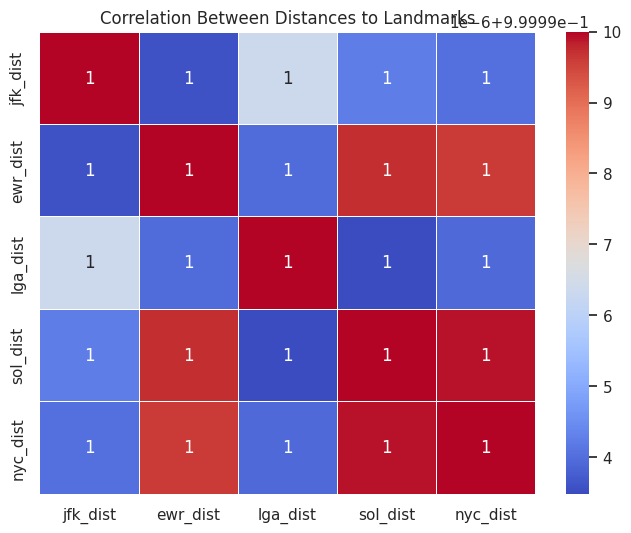 Correlation Between Distances to Landmarks
1e−6+9.9999e−1
jfk_dist 1 1 1 1 1
ewr_dist 1 1 1 1 1
lga_dist 1 1 1 1 1
sol_dist 1 1 1 1 1
nyc_dist 1 1 1 1 1
jfk_dist ewr_dist lga_dist sol_dist nyc_dist
10
9
8
7
6
5
4